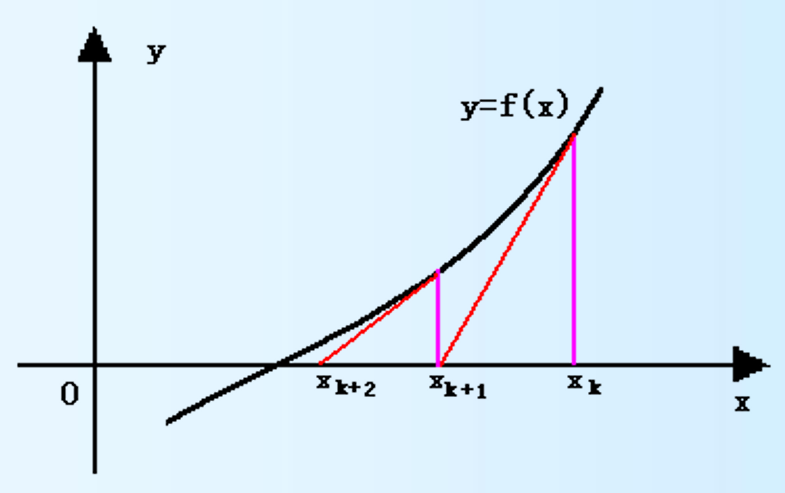 y
y=f(x)
0
x_{k+2}
x_{k+1}
x_k
x